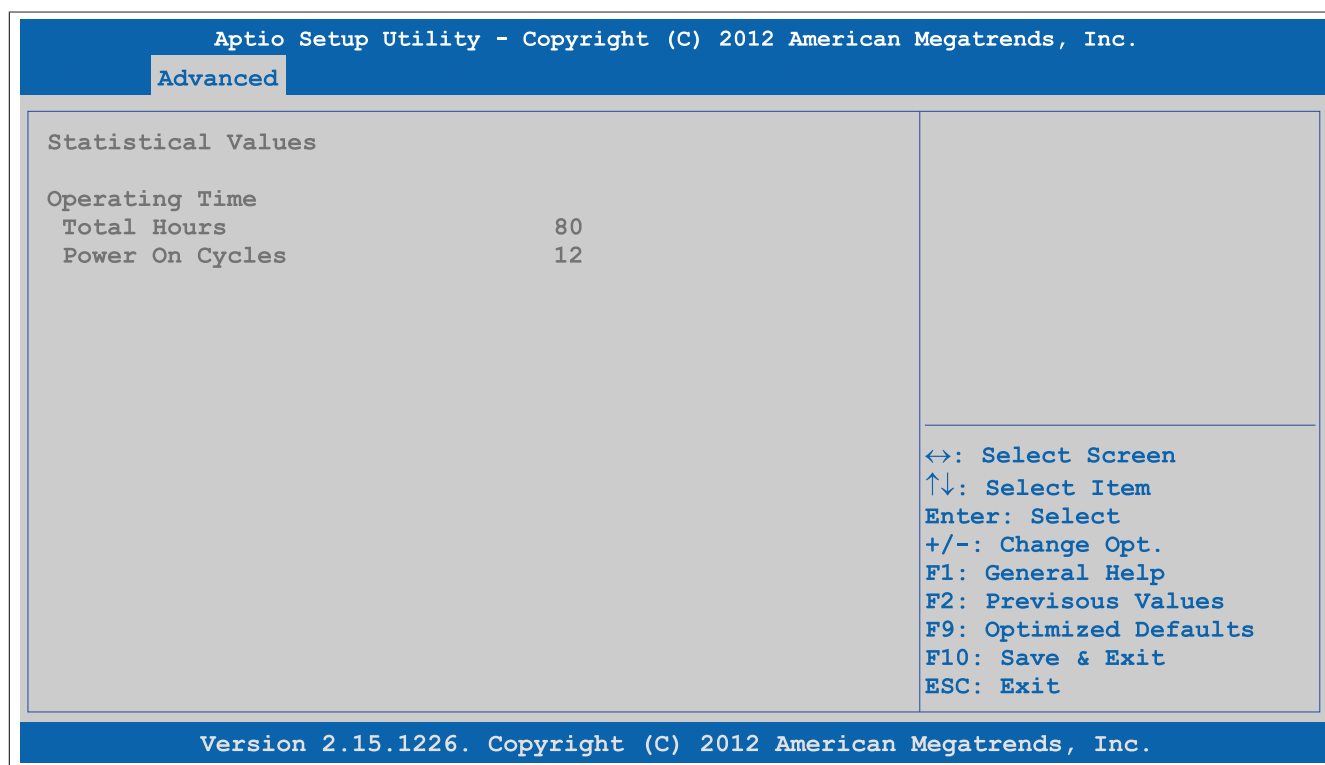 Aptio Setup Utility - Copyright (C) 2012 American Megatrends, Inc.
Advanced
Statistical Values
Operating Time
Total Hours 80
Power On Cycles 12
↔: Select Screen
↑↓: Select Item
Enter: Select
+/-: Change Opt.
F1: General Help
F2: Previsous Values
F9: Optimized Defaults
F10: Save & Exit
ESC: Exit
Version 2.15.1226. Copyright (C) 2012 American Megatrends, Inc.